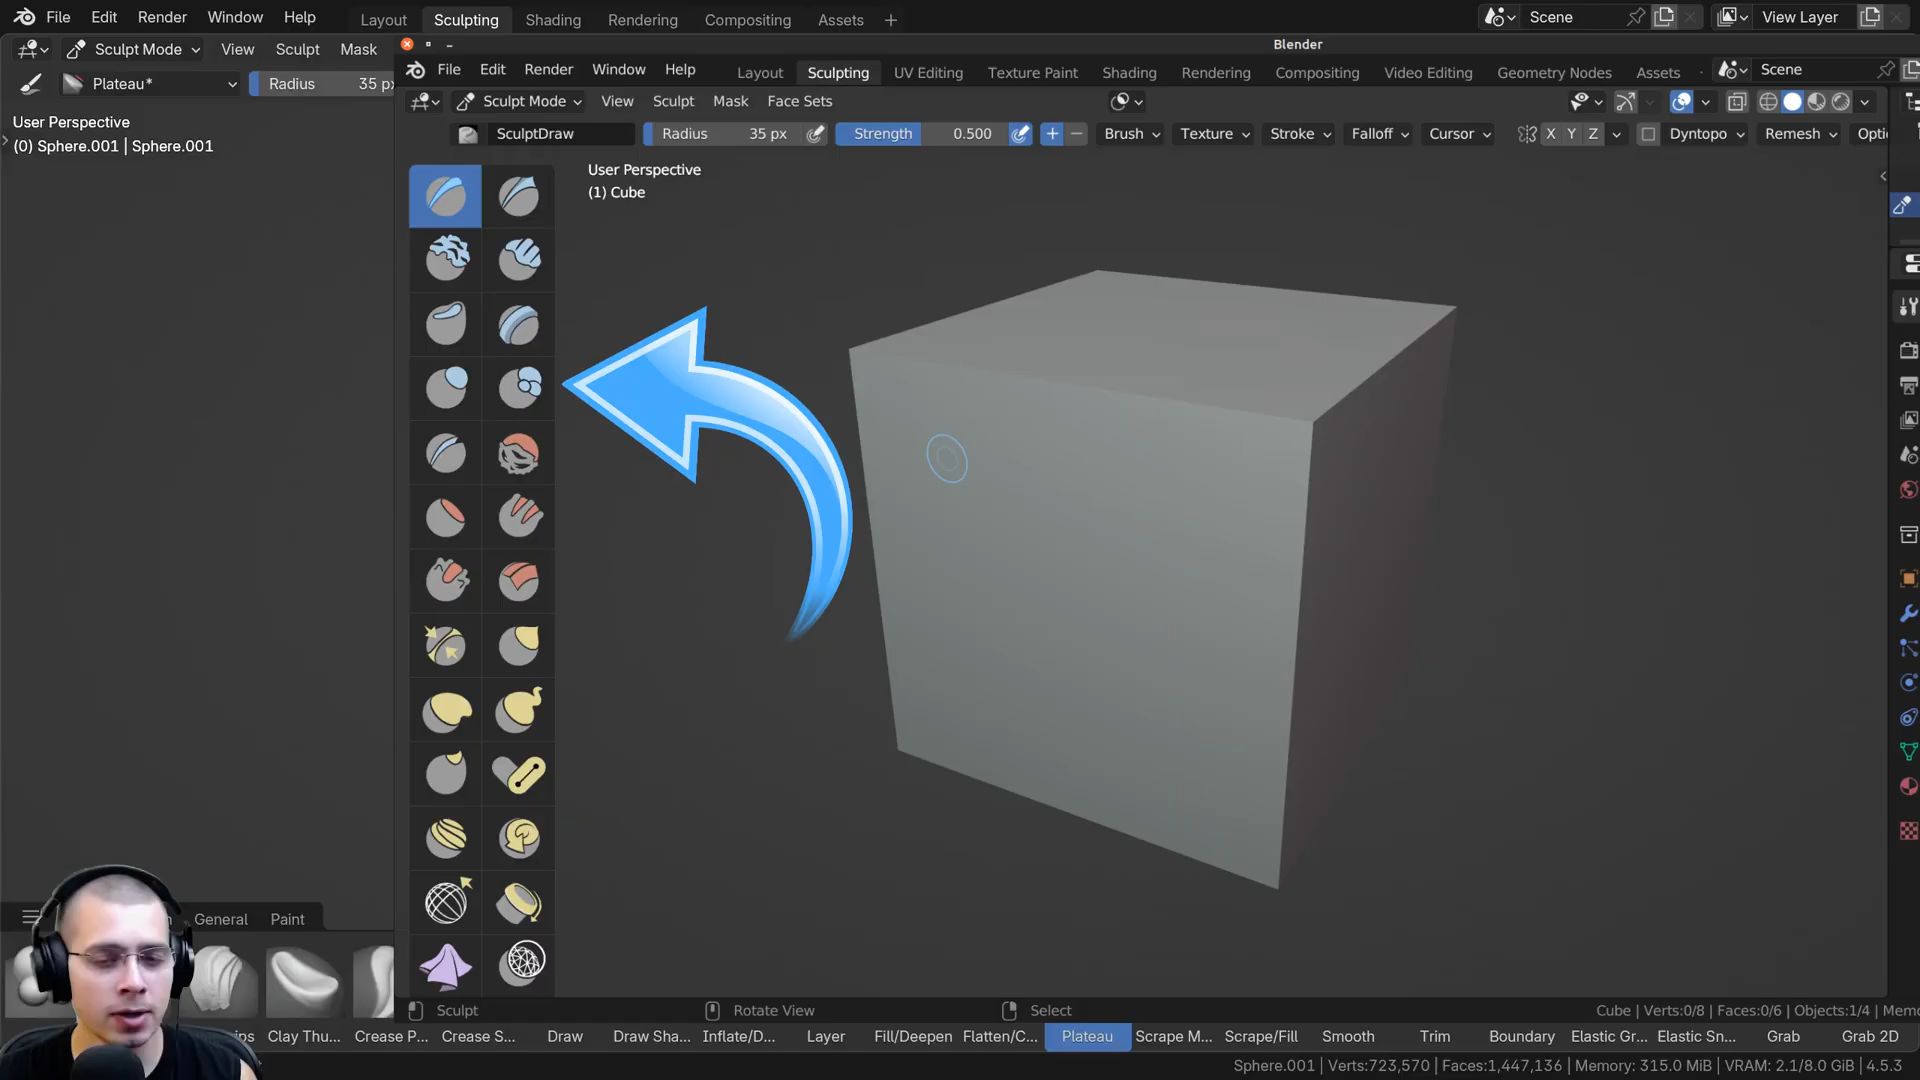 File Edit Render Window Help Layout Sculpting Shading Rendering Compositing Assets + Scene View Layer
Sculpt Mode View Sculpt Mask
Plateau* Radius 35 px
User Perspective
(0) Sphere.001 | Sphere.001
Blender
File Edit Render Window Help Layout Sculpting UV Editing Texture Paint Shading Rendering Compositing Video Editing Geometry Nodes Assets Scene
Sculpt Mode View Sculpt Mask Face Sets
SculptDraw Radius 35 px Strength 0.500 + − Brush Texture Stroke Falloff Cursor X Y Z Dyntopo Remesh Opti
User Perspective
(1) Cube
General Paint
Sculpt Rotate View Select Cube | Verts:0/8 | Faces:0/6 | Objects:1/4 | Memo
ps Clay Thu... Crease P... Crease S... Draw Draw Sha... Inflate/D... Layer Fill/Deepen Flatten/C... Plateau Scrape M... Scrape/Fill Smooth Trim Boundary Elastic Gr... Elastic Sn... Grab Grab 2D
Sphere.001 | Verts:723,570 | Faces:1,447,136 | Memory: 315.0 MiB | VRAM: 2.1/8.0 GiB | 4.5.3